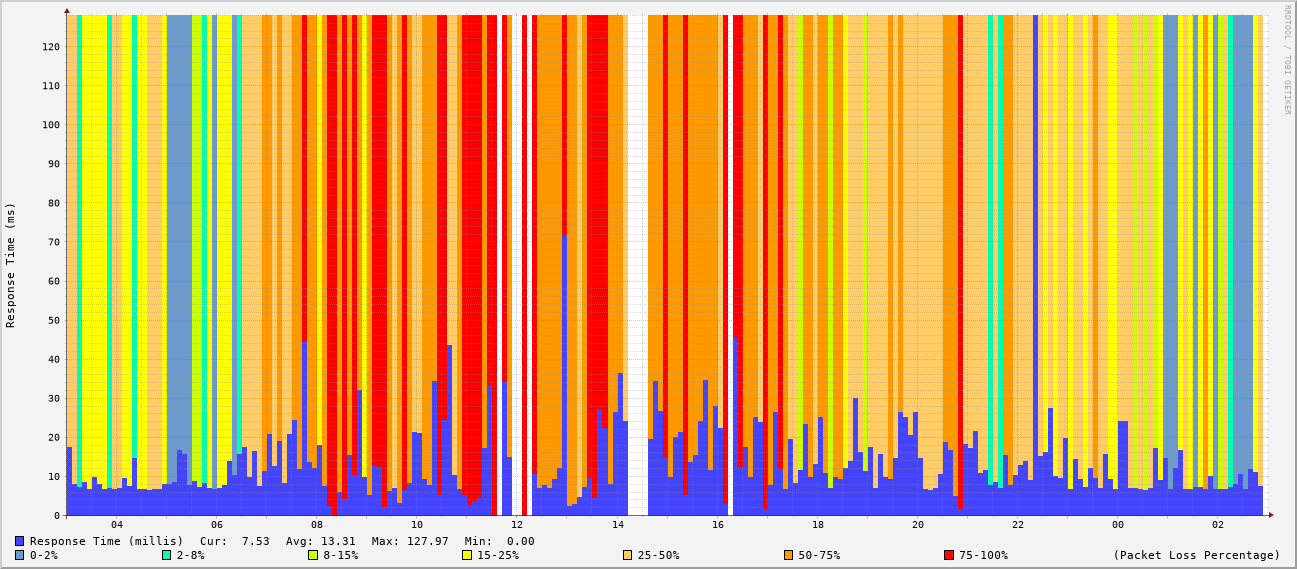 RRDTOOL / TOBI OETIKER
Response Time (ms)
120
110
100
90
80
70
60
50
40
30
20
10
0
04 06 08 10 12 14 16 18 20 22 00 02
Response Time (millis) Cur: 7.53 Avg: 13.31 Max: 127.97 Min: 0.00
0-2% 2-8% 8-15% 15-25% 25-50% 50-75% 75-100% (Packet Loss Percentage)